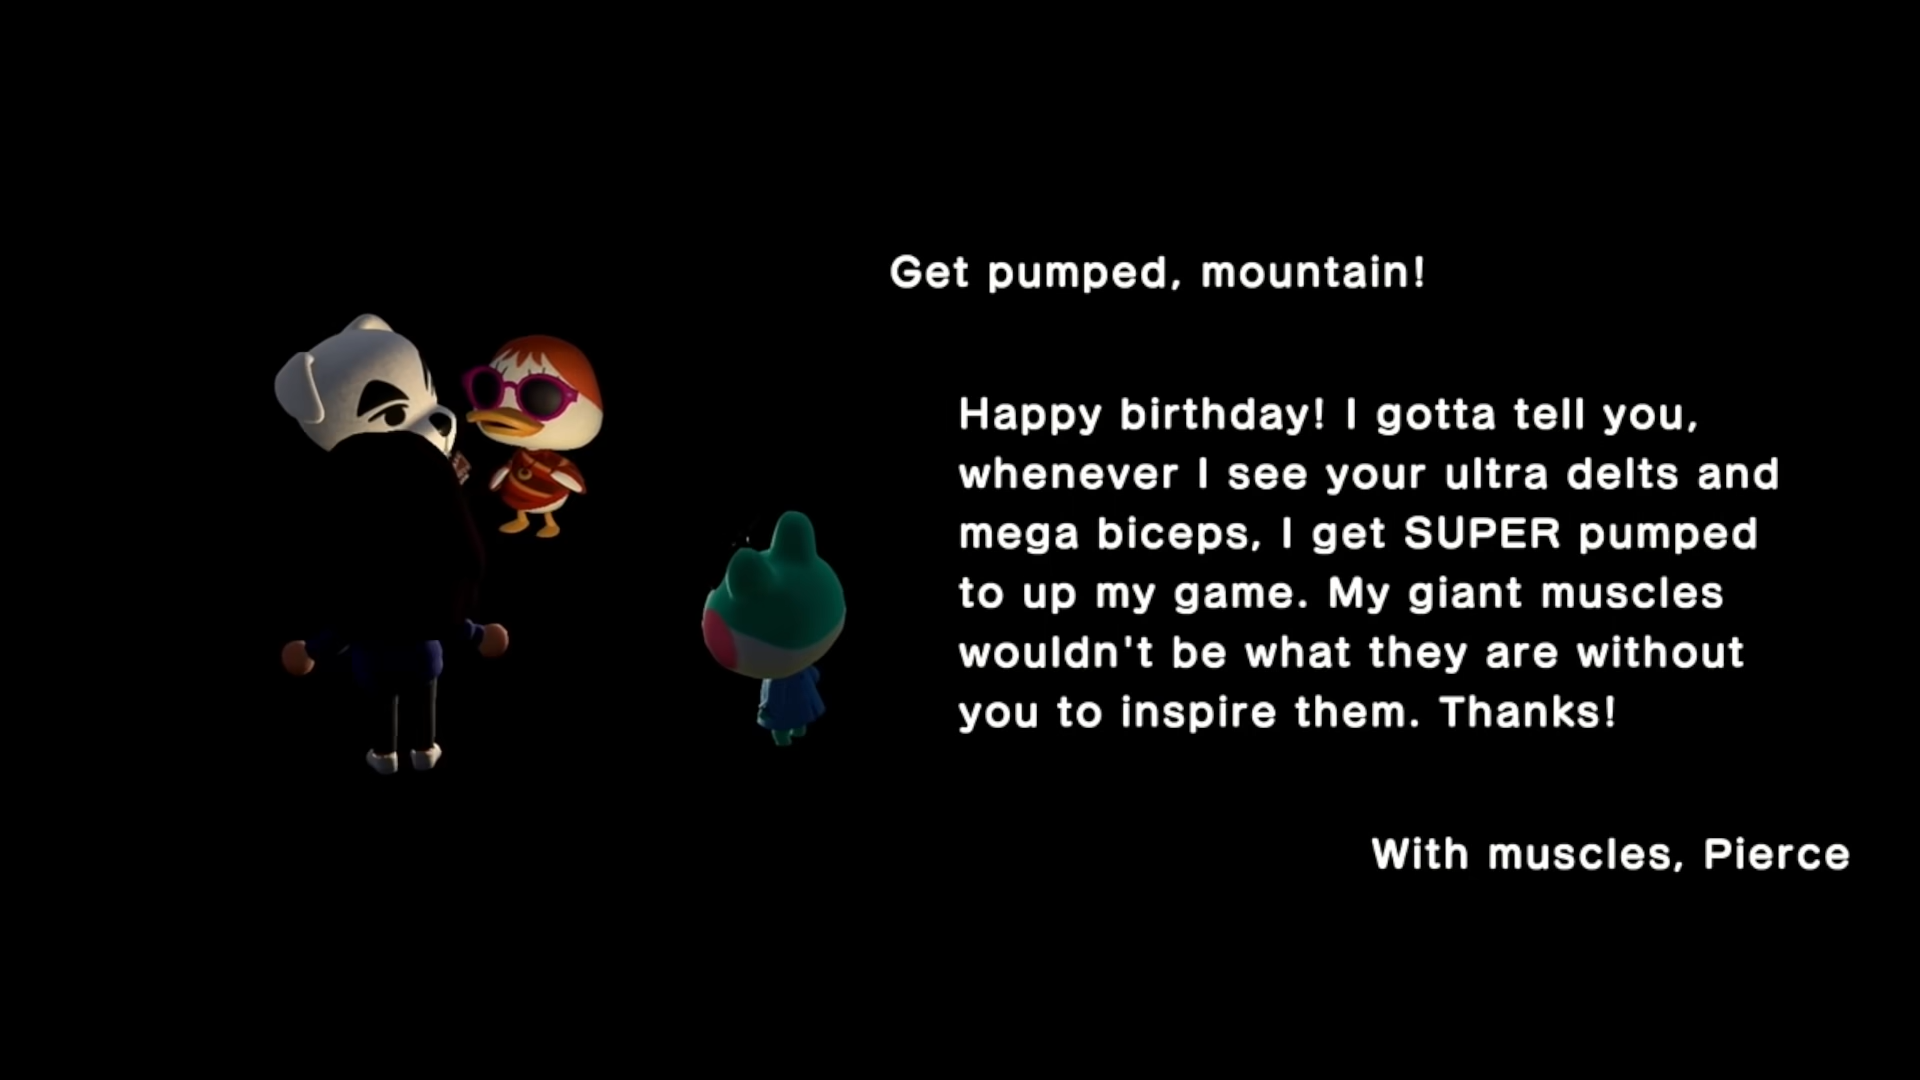 Get pumped, mountain!
Happy birthday! I gotta tell you,
whenever I see your ultra delts and
mega biceps, I get SUPER pumped
to up my game. My giant muscles
wouldn't be what they are without
you to inspire them. Thanks!
With muscles, Pierce